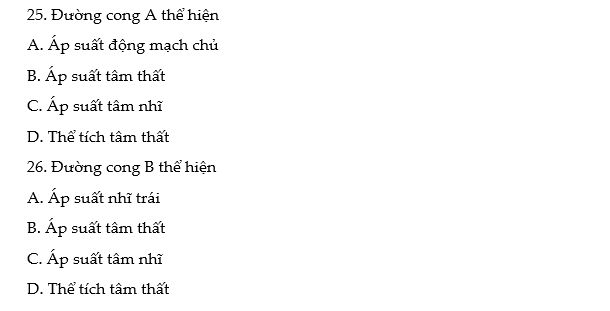 25. Đường cong A thể hiện
A. Áp suất động mạch chủ
B. Áp suất tâm thất
C. Áp suất tâm nhĩ
D. Thể tích tâm thất
26. Đường cong B thể hiện
A. Áp suất nhĩ trái
B. Áp suất tâm thất
C. Áp suất tâm nhĩ
D. Thể tích tâm thất